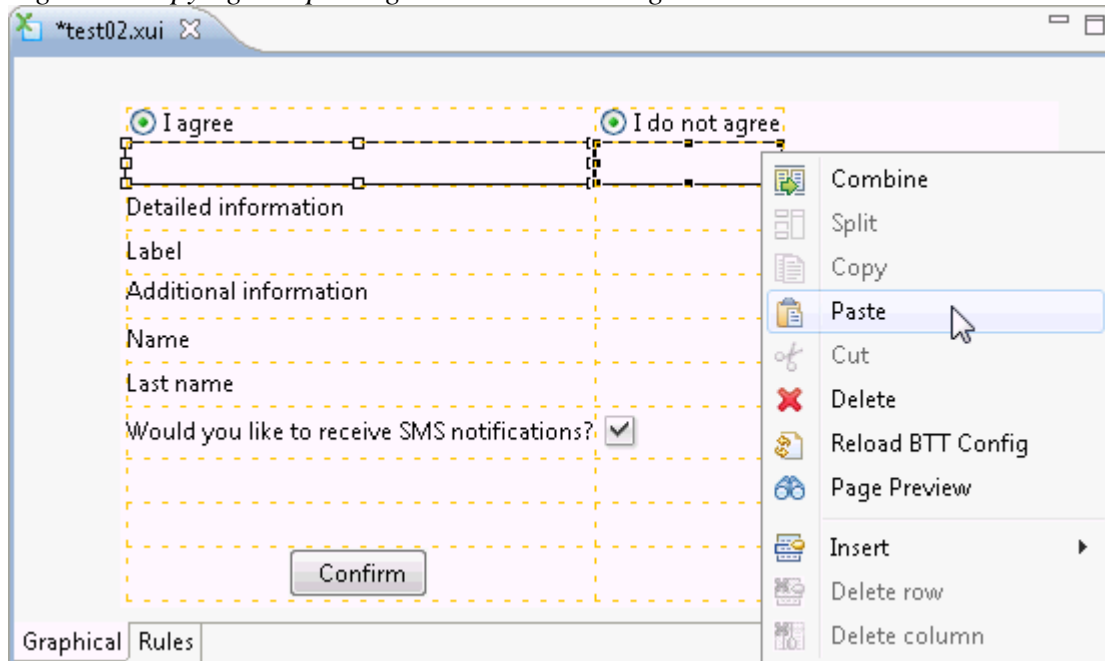 *test02.xui
I agree
I do not agree
Combine
Detailed information
Split
Label
Copy
Additional information
Paste
Name
Cut
Last name
Delete
Would you like to receive SMS notifications?
Reload BTT Config
Page Preview
Insert
Confirm
Delete row
Graphical Rules
Delete column